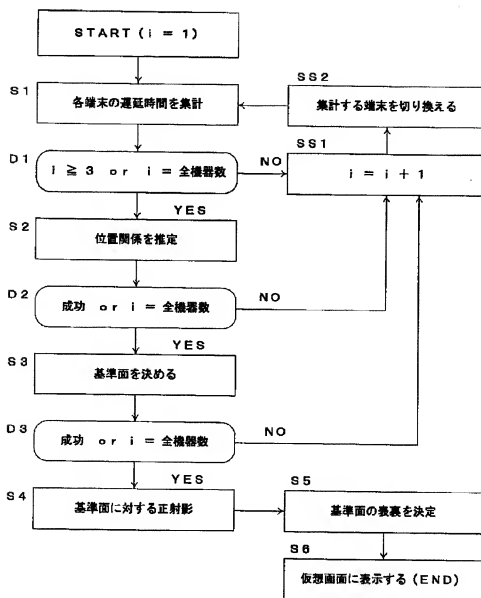 START (i = 1)
S1
各端末の遅延時間を集計
SS2
集計する端末を切り換える
D1
i ≧ 3 or i = 全機器数
NO
SS1
i = i + 1
YES
S2
位置関係を推定
D2
成功 or i = 全機器数
NO
YES
S3
基準面を決める
D3
成功 or i = 全機器数
NO
YES
S4
基準面に対する正射影
S5
基準面の表裏を決定
S6
仮想画面に表示する (END)